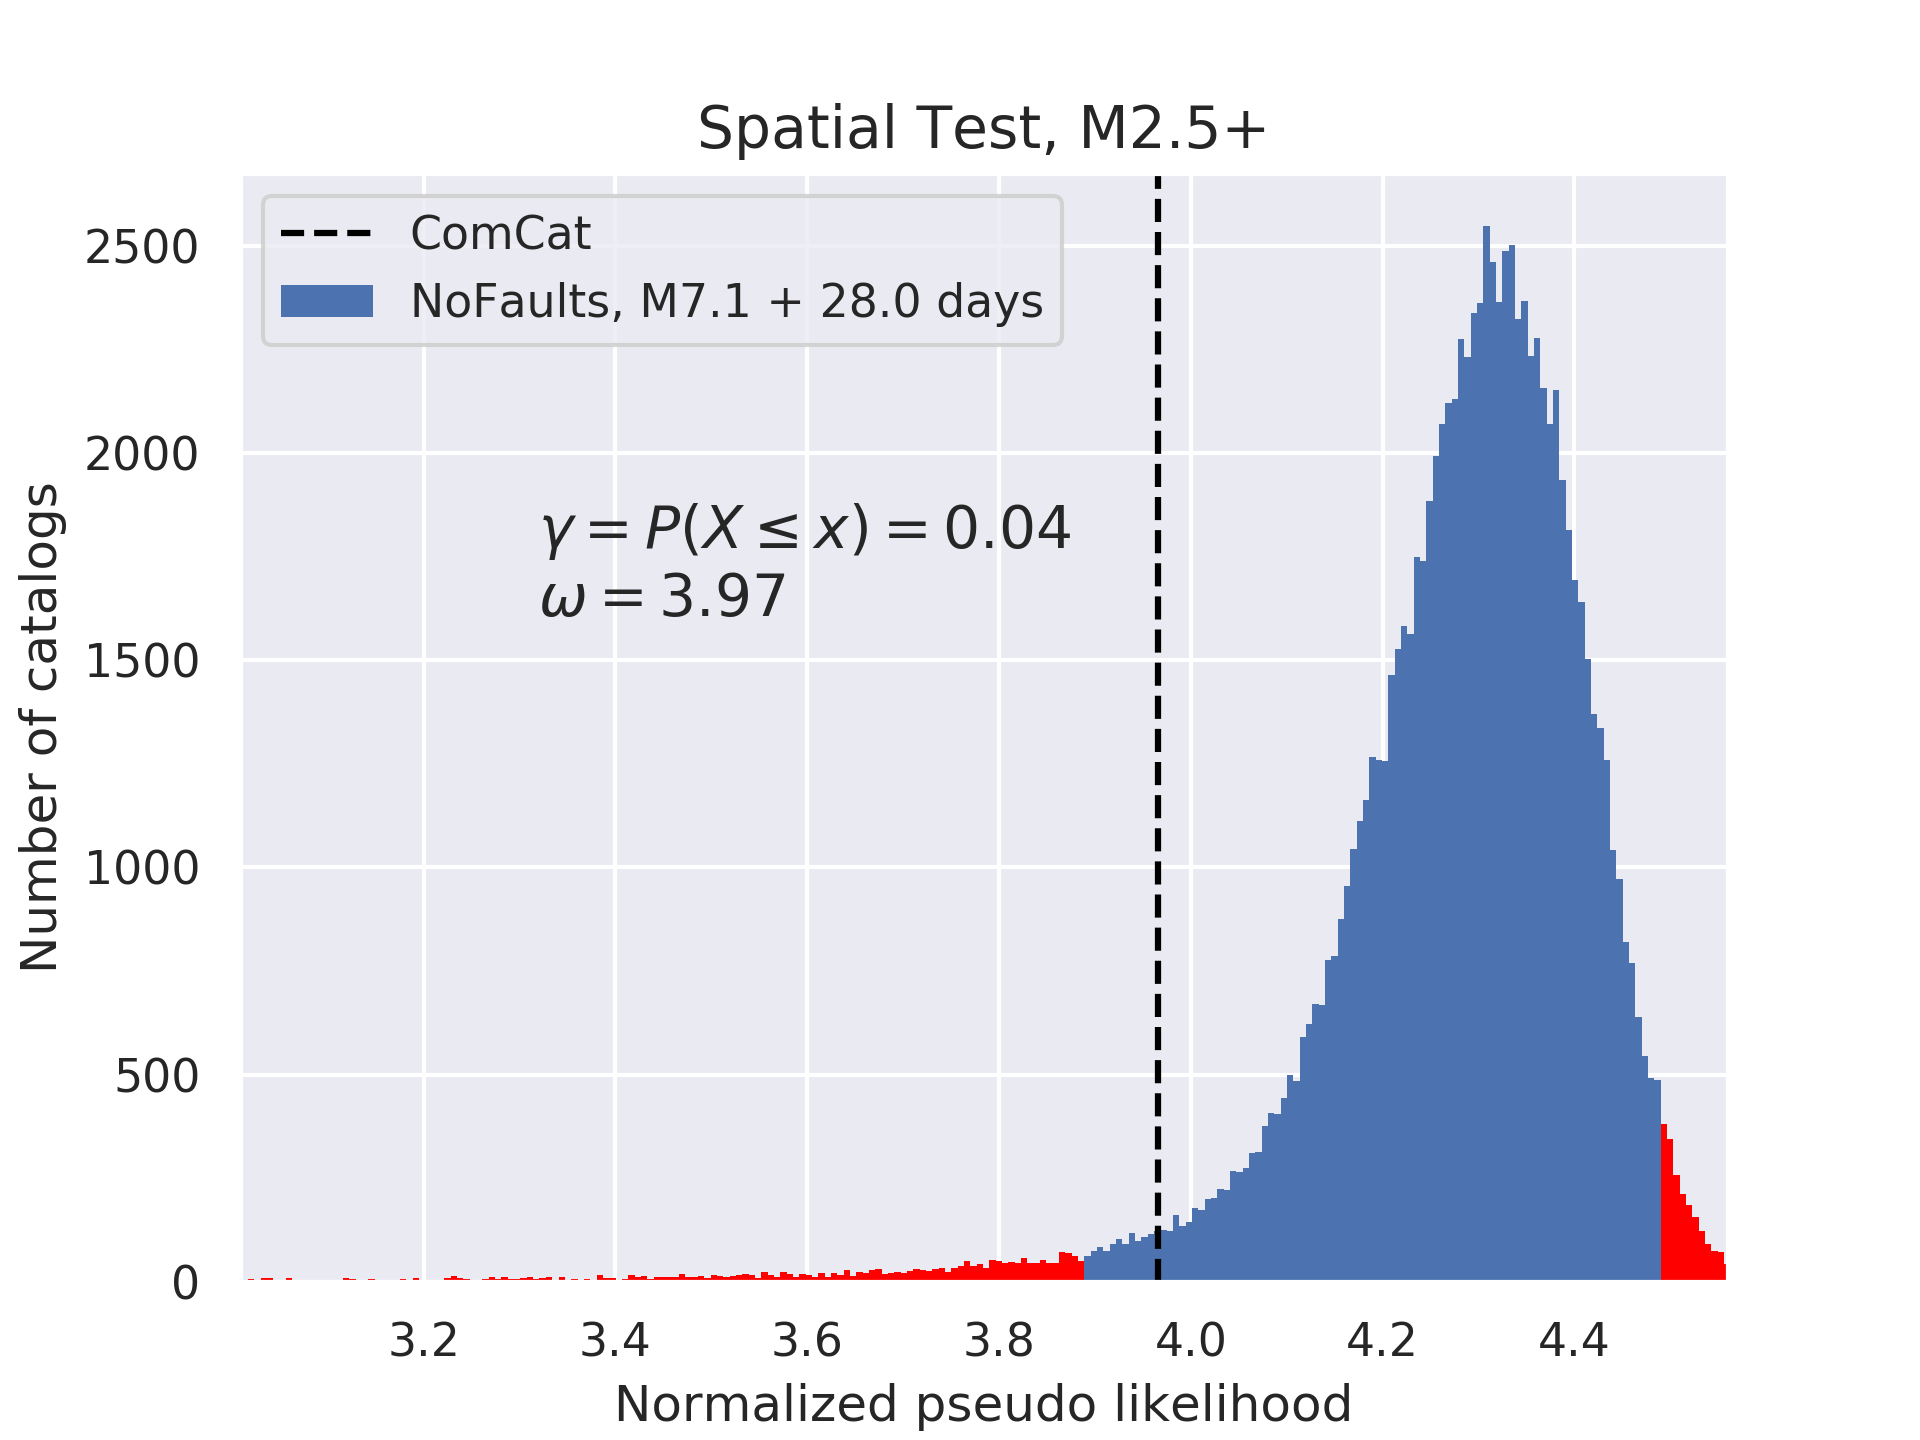 Spatial Test, M2.5+
ComCat
NoFaults, M7.1 + 28.0 days
γ = P(X ≤ x) = 0.04
ω = 3.97
Number of catalogs
2500
2000
1500
1000
500
0
3.2 3.4 3.6 3.8 4.0 4.2 4.4
Normalized pseudo likelihood